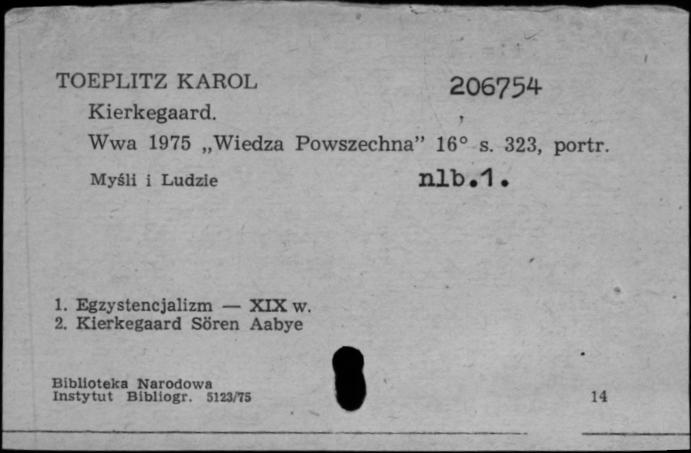 TOEPLITZ KAROL 206754
Kierkegaard.
Wwa 1975 „Wiedza Powszechna” 16° s. 323, portr.
Myśli i Ludzie nlb.1.
1. Egzystencjalizm — XIX w.
2. Kierkegaard Sören Aabye
Biblioteka Narodowa
Instytut Bibliogr. 5123/75 14